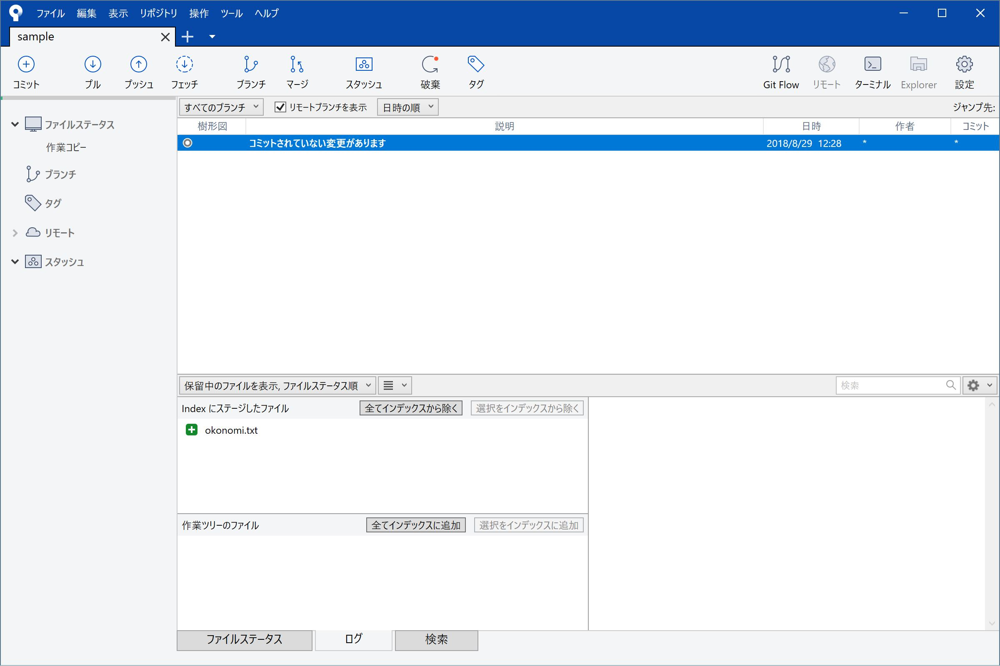 ファイル 編集 表示 リポジトリ 操作 ツール ヘルプ
sample
コミット プル プッシュ フェッチ ブランチ マージ スタッシュ 破棄 タグ Git Flow リモート ターミナル Explorer 設定
ファイルステータス
作業コピー
ブランチ
タグ
リモート
スタッシュ
すべてのブランチ リモートブランチを表示 日時の順 ジャンプ先:
樹形図 説明 日時 作者 コミット
コミットされていない変更があります 2018/8/29 12:28 * *
保留中のファイルを表示, ファイルステータス順 検索
Index にステージしたファイル 全てインデックスから除く 選択をインデックスから除く
okonomi.txt
作業ツリーのファイル 全てインデックスに追加 選択をインデックスに追加
ファイルステータス ログ 検索